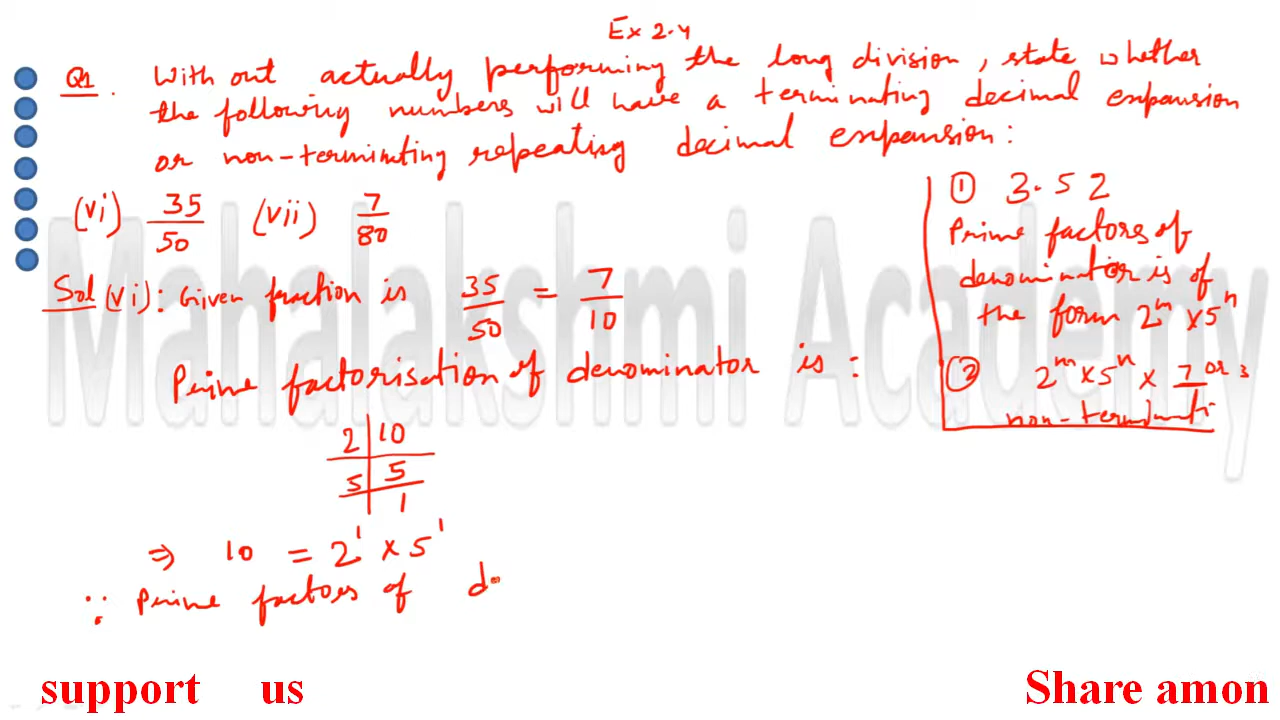 Ex 2.4
Q1. With out actually performing the long division, state whether
the following numbers will have a terminating decimal expansion
or non-terminating repeating decimal expansion:
(vi) 35/50 (vii) 7/80
Sol (vi): Given fraction is 35/50 = 7/10
Prime factorisation of denominator is:
2 | 10
5 | 5
1
⇒ 10 = 2¹ × 5¹
∵ Prime factors of de
① 3.52
Prime factors of
denominator is of
the form 2ᵐ × 5ⁿ
② 2ᵐ × 5ⁿ × 7 or 3
non-terminati
Mahalakshmi Academy
support us
Share amon